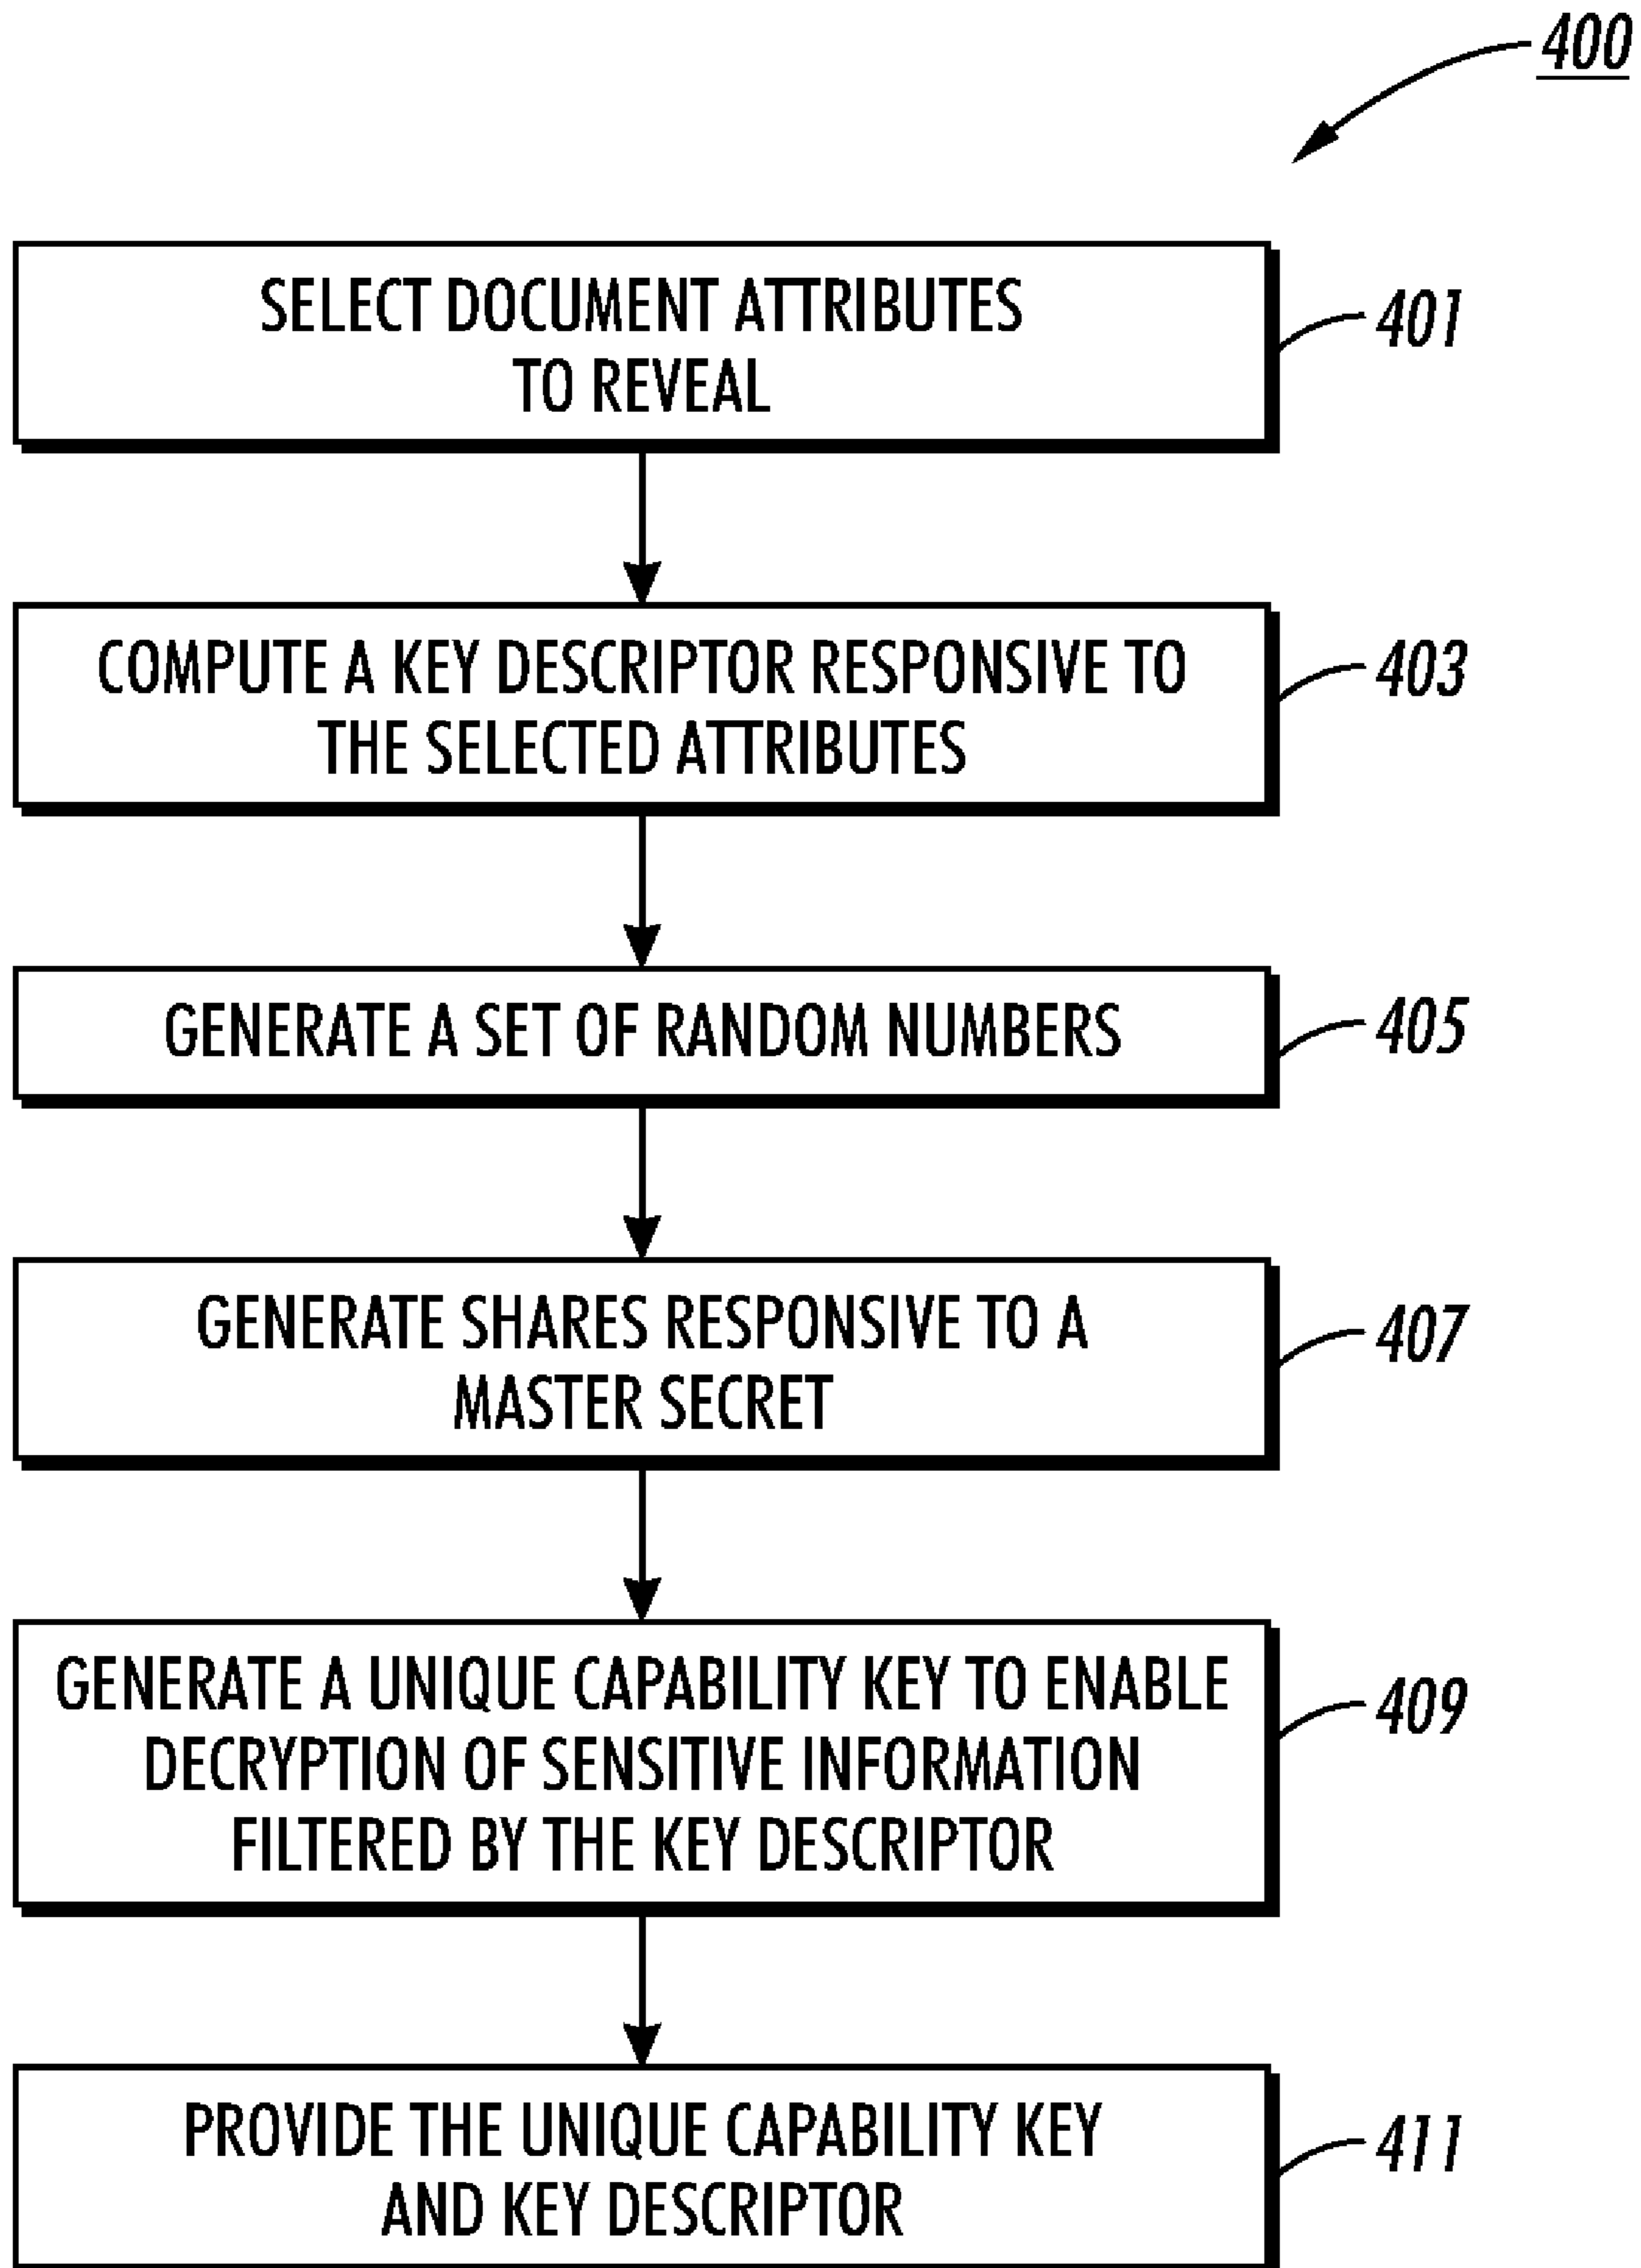 400
SELECT DOCUMENT ATTRIBUTES
TO REVEAL
401
COMPUTE A KEY DESCRIPTOR RESPONSIVE TO
THE SELECTED ATTRIBUTES
403
GENERATE A SET OF RANDOM NUMBERS
405
GENERATE SHARES RESPONSIVE TO A
MASTER SECRET
407
GENERATE A UNIQUE CAPABILITY KEY TO ENABLE
DECRYPTION OF SENSITIVE INFORMATION
FILTERED BY THE KEY DESCRIPTOR
409
PROVIDE THE UNIQUE CAPABILITY KEY
AND KEY DESCRIPTOR
411